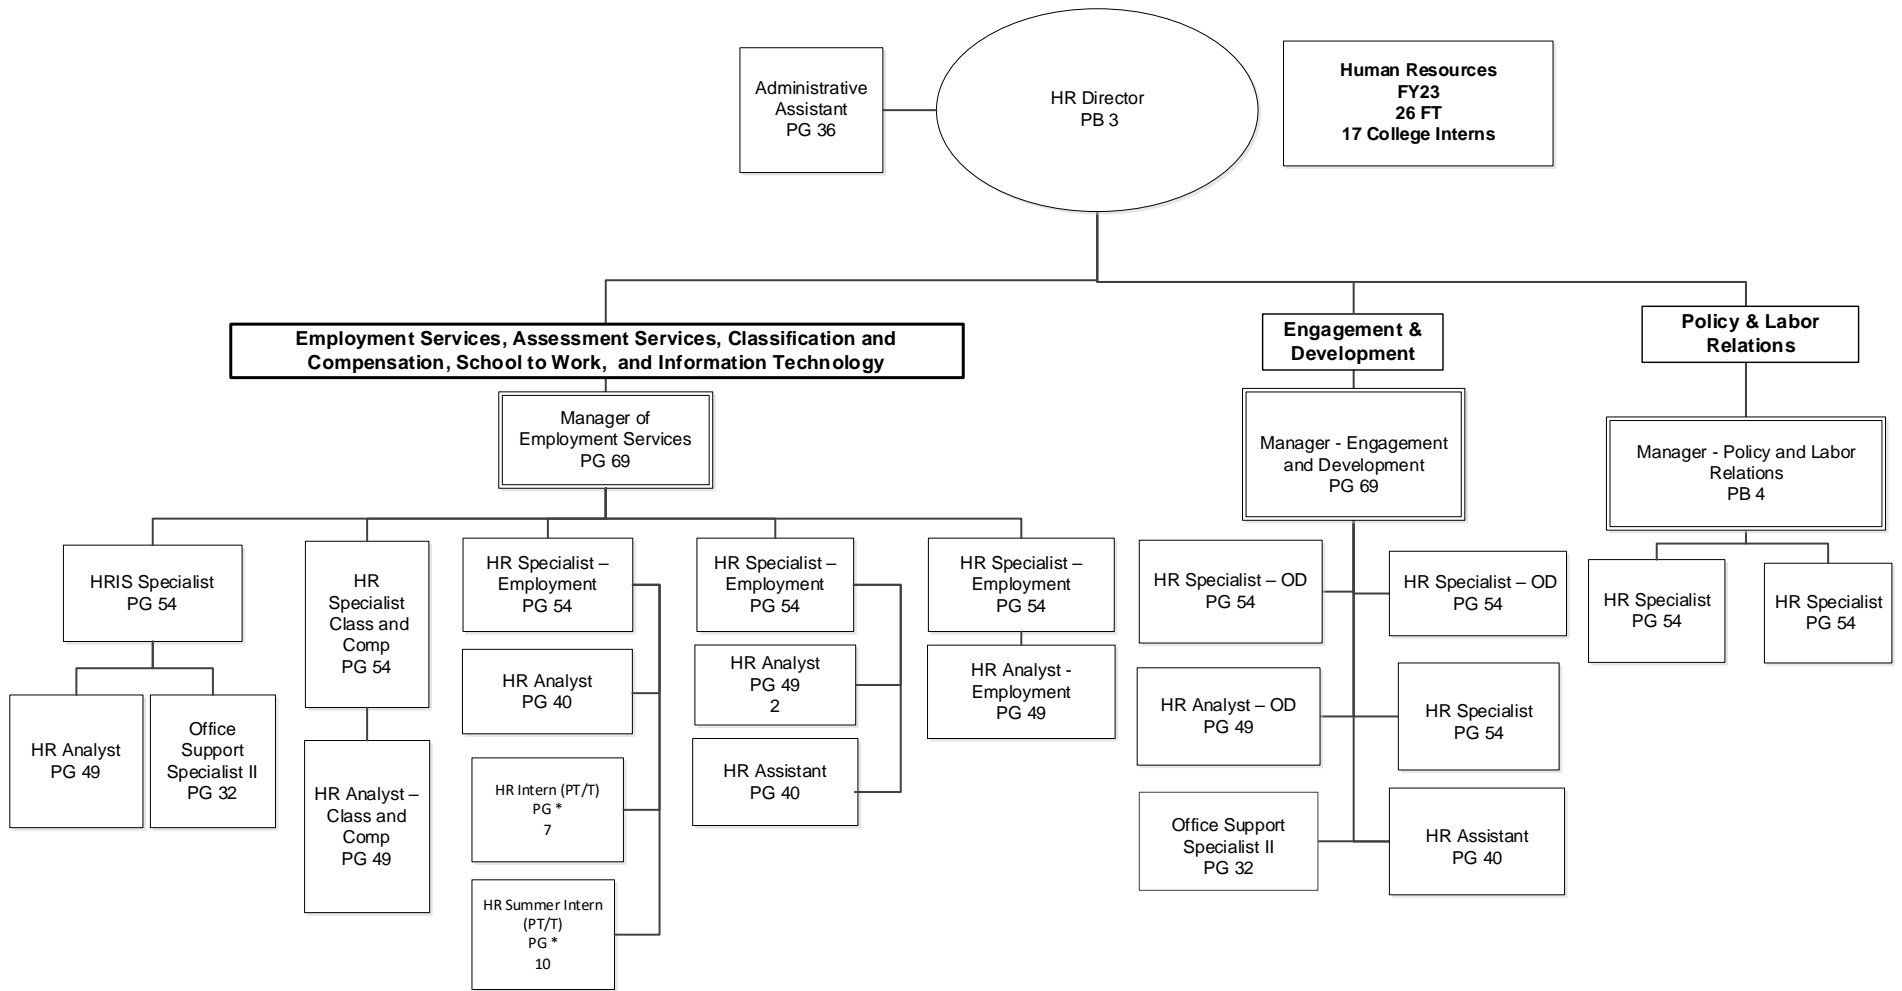 Administrative
Assistant
PG 36
HR Director
PB 3
Human Resources
FY23
26 FT
17 College Interns
Employment Services, Assessment Services, Classification and
Compensation, School to Work,  and Information Technology
Engagement &
Development
Policy & Labor
Relations
Manager of
Employment Services
PG 69
Manager - Engagement
and Development
PG 69
Manager - Policy and Labor
Relations
PB 4
HRIS Specialist
PG 54
HR Analyst
PG 49
Office
Support
Specialist II
PG 32
HR
Specialist
Class and
Comp
PG 54
HR Analyst –
Class and
Comp
PG 49
HR Specialist –
Employment
PG 54
HR Analyst
PG 40
HR Intern (PT/T)
PG *
7
HR Summer Intern
(PT/T)
PG *
10
HR Specialist –
Employment
PG 54
HR Analyst
PG 49
2
HR Assistant
PG 40
HR Specialist –
Employment
PG 54
HR Analyst -
Employment
PG 49
HR Specialist – OD
PG 54
HR Specialist – OD
PG 54
HR Analyst – OD
PG 49
HR Specialist
PG 54
Office Support
Specialist II
PG 32
HR Assistant
PG 40
HR Specialist
PG 54
HR Specialist
PG 54